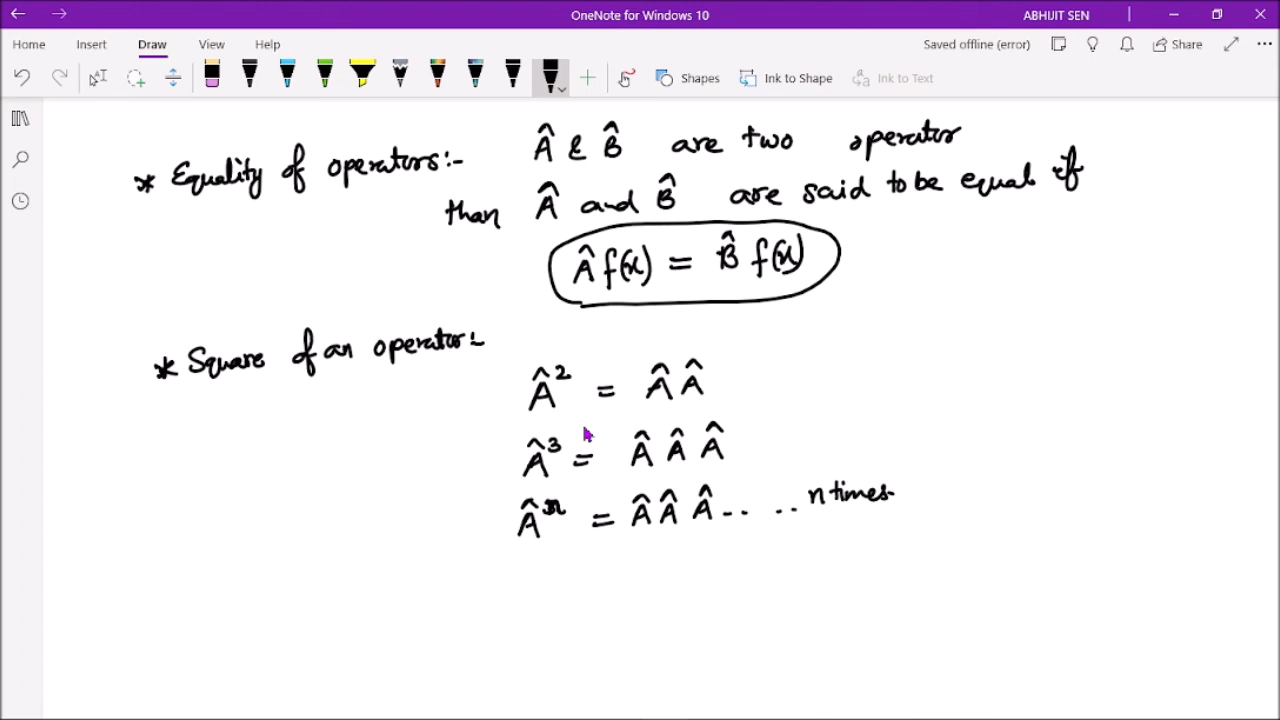 OneNote for Windows 10
ABHIJIT SEN
Home Insert Draw View Help
Saved offline (error)
Share
Shapes
Ink to Shape
Ink to Text
* Equality of operators:- Â & B̂ are two operator
than Â and B̂ are said to be equal if
Â f(x) = B̂ f(x)
* Square of an operator:-
Â² = Â Â
Â³ = Â Â Â
Âⁿ = Â Â Â -.. .. n times-